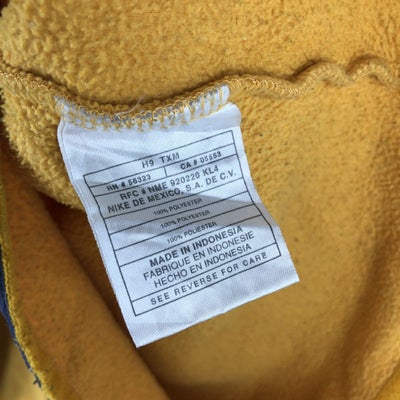 H9 TXM
RN # 56323 CA # 05553
RFC # NME 920220 KL4
NIKE DE MEXICO, S.A. DE C.V.
100% POLYESTER
100% POLYESTER
100% POLIESTER
MADE IN INDONESIA
FABRIQUE EN INDONESIE
HECHO EN INDONESIA
SEE REVERSE FOR CARE